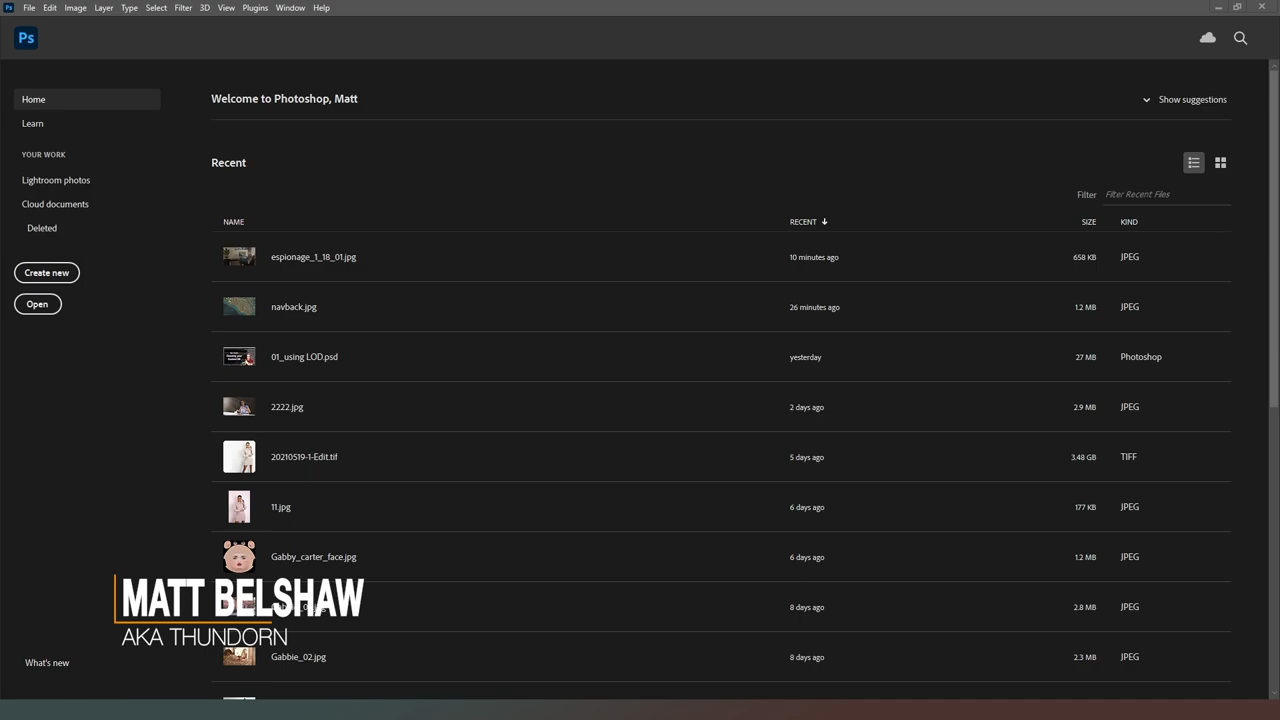 Ps File Edit Image Layer Type Select Filter 3D View Plugins Window Help
Ps
Home
Learn
YOUR WORK
Lightroom photos
Cloud documents
Deleted
Create new
Open
What's new
Welcome to Photoshop, Matt
Show suggestions
Recent
Filter Filter Recent Files
NAME RECENT SIZE KIND
espionage_1_18_01.jpg 10 minutes ago 658 KB JPEG
navback.jpg 26 minutes ago 1.2 MB JPEG
01_using LOD.psd yesterday 27 MB Photoshop
2222.jpg 2 days ago 2.9 MB JPEG
20210519-1-Edit.tif 5 days ago 3.48 GB TIFF
11.jpg 6 days ago 177 KB JPEG
Gabby_carter_face.jpg 6 days ago 1.2 MB JPEG
8 days ago 2.8 MB JPEG
Gabbie_02.jpg 8 days ago 2.3 MB JPEG
MATT BELSHAW
AKA THUNDORN